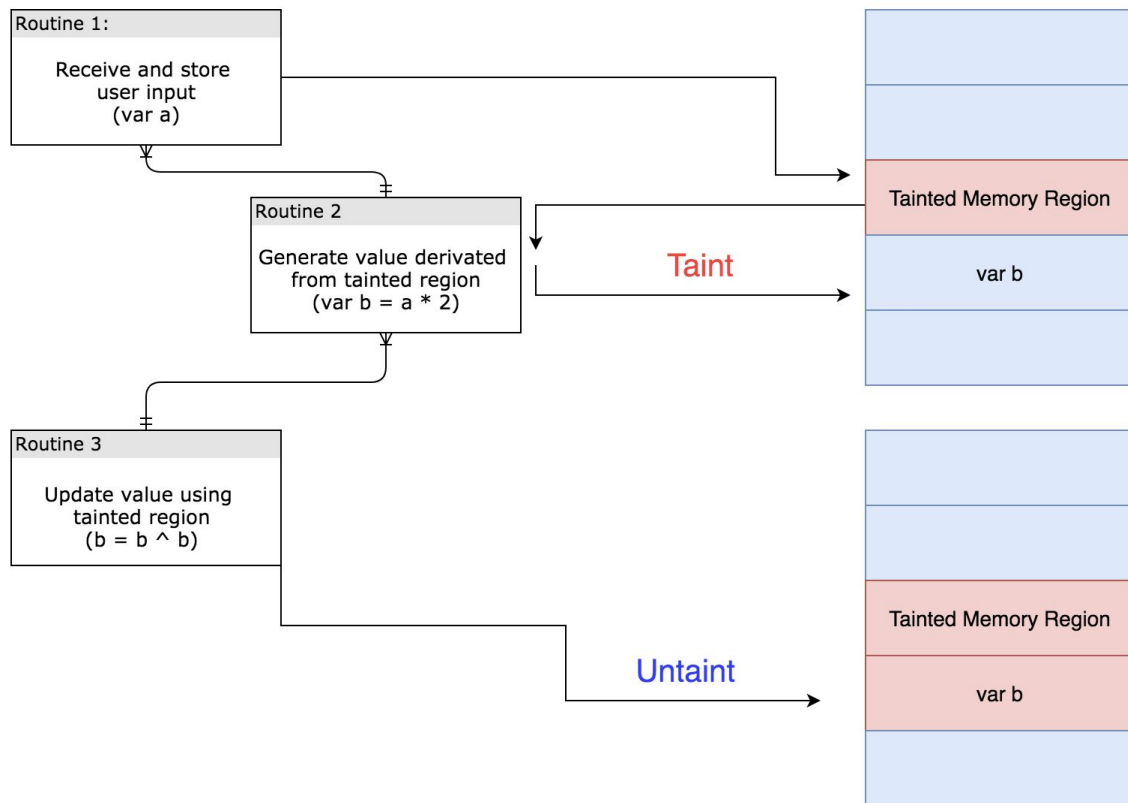 Routine 1:
Receive and store
user input
(var a)
Tainted Memory Region
Routine 2
Generate value derivated
from tainted region
(var b = a * 2)
Taint
var b
Routine 3
Update value using
tainted region
(b = b ^ b)
Tainted Memory Region
Untaint
var b